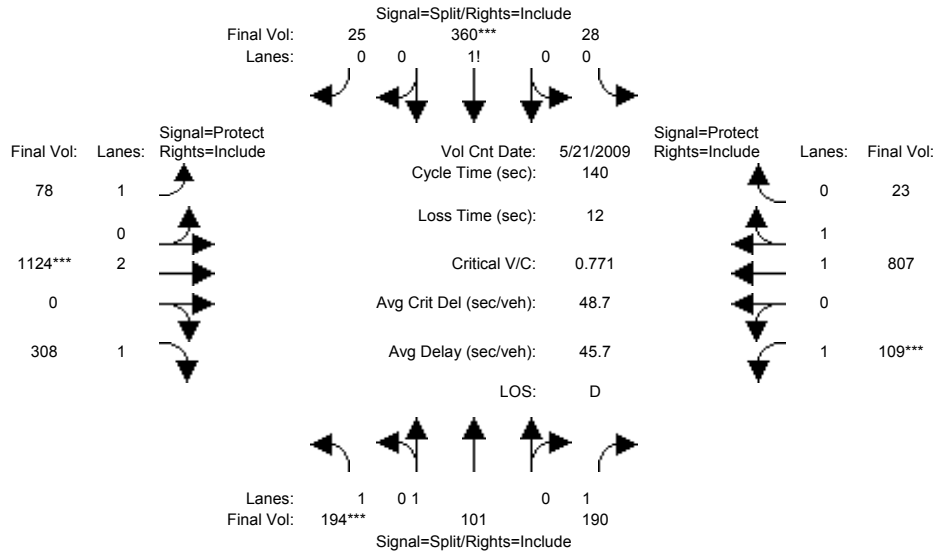 Signal=Split/Rights=Include
Final Vol: 25 360*** 28
Lanes: 0 0 1! 0 0
Signal=Protect Signal=Protect
Final Vol: Lanes: Rights=Include Vol Cnt Date: 5/21/2009 Rights=Include Lanes: Final Vol:
Cycle Time (sec): 140
78 1 0 23
Loss Time (sec): 12
0 1
1124*** 2 Critical V/C: 0.771 1 807
0 0 Avg Crit Del (sec/veh): 48.7 0
308 1 Avg Delay (sec/veh): 45.7 1 109***
LOS: D
Lanes: 1 0 1 0 1
Final Vol: 194*** 101 190
Signal=Split/Rights=Include